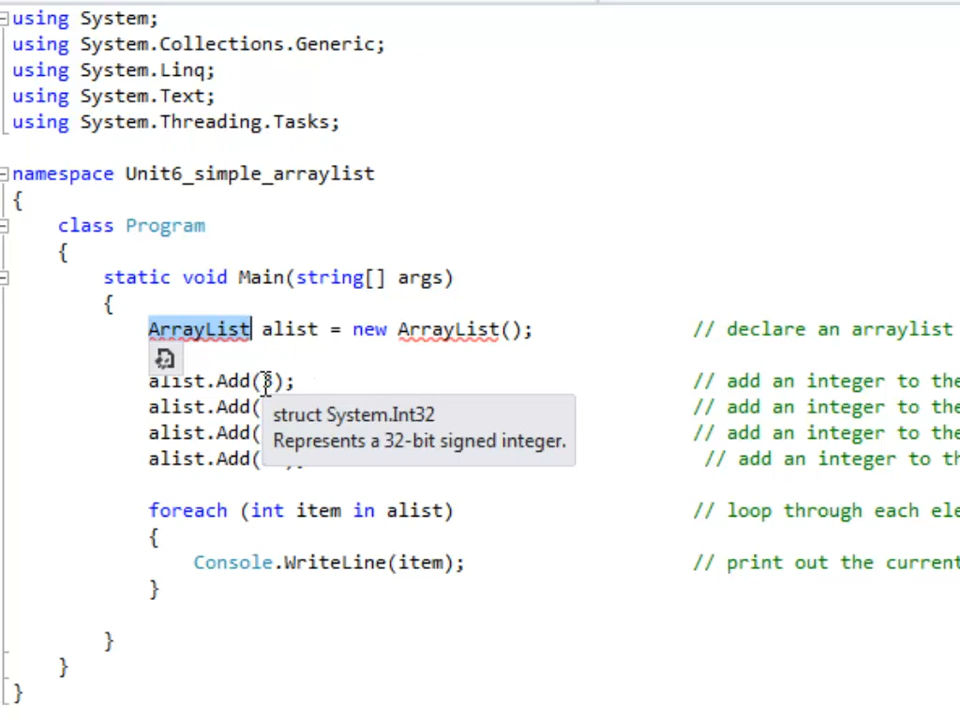 using System;
using System.Collections.Generic;
using System.Linq;
using System.Text;
using System.Threading.Tasks;
namespace Unit6_simple_arraylist
{
class Program
{
static void Main(string[] args)
{
ArrayList alist = new ArrayList(); // declare an arraylist
alist.Add( ); // add an integer to the
alist.Add( // add an integer to the
struct System.Int32
Represents a 32-bit signed integer.
alist.Add( // add an integer to the
alist.Add( // add an integer to th
foreach (int item in alist) // loop through each ele
{
Console.WriteLine(item); // print out the current
}
}
}
}